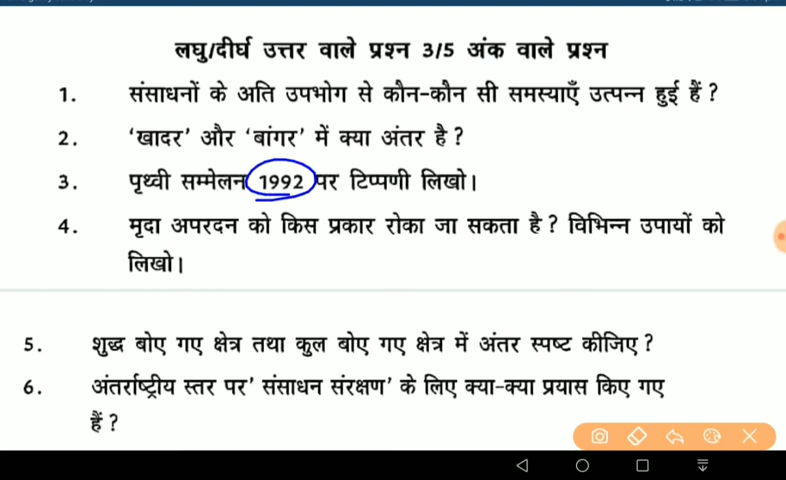 लघु/दीर्घ उत्तर वाले प्रश्न 3/5 अंक वाले प्रश्न
1. संसाधनों के अति उपभोग से कौन-कौन सी समस्याएँ उत्पन्न हुई हैं?
2. ‘खादर’ और ‘बांगर’ में क्या अंतर है?
3. पृथ्वी सम्मेलन 1992 पर टिप्पणी लिखो।
4. मृदा अपरदन को किस प्रकार रोका जा सकता है? विभिन्न उपायों को
लिखो।
5. शुद्ध बोए गए क्षेत्र तथा कुल बोए गए क्षेत्र में अंतर स्पष्ट कीजिए?
6. अंतर्राष्ट्रीय स्तर पर’ संसाधन संरक्षण’ के लिए क्या-क्या प्रयास किए गए
हैं?